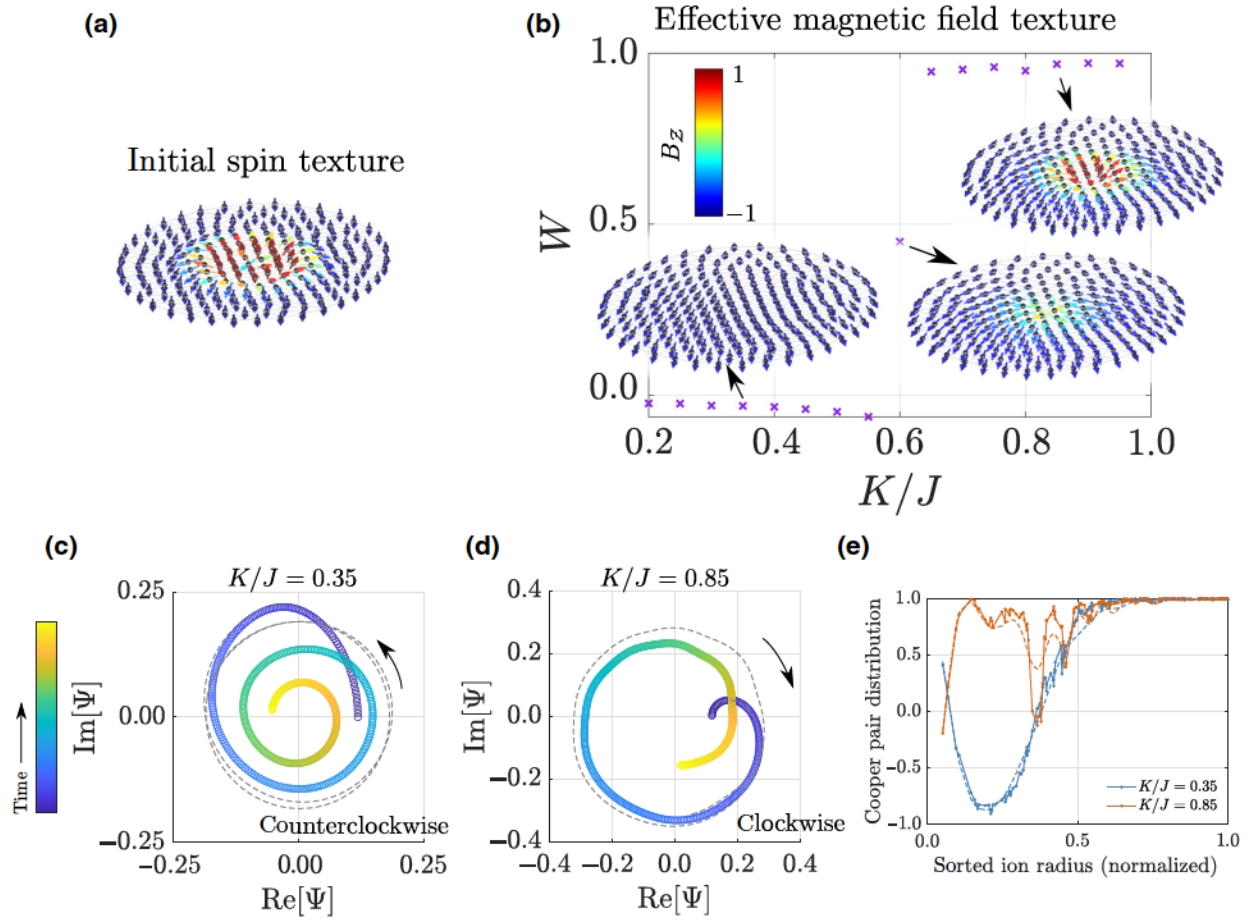 (a)
Initial spin texture
(b)
Effective magnetic field texture
1.0
0.5
0.0
W
1
B_Z
−1
0.2 0.4 0.6 0.8 1.0
K/J
(c)
K/J = 0.35
Time
0.25
0.00
−0.25
Im[Ψ]
Counterclockwise
−0.25 0.00 0.25
Re[Ψ]
(d)
K/J = 0.85
0.4
0.2
0.0
−0.2
−0.4
Im[Ψ]
Clockwise
−0.4 −0.2 0.0 0.2 0.4
Re[Ψ]
(e)
Cooper pair distribution
1.0
0.5
0.0
−0.5
−1.0
K/J = 0.35
K/J = 0.85
0.0 0.5 1.0
Sorted ion radius (normalized)